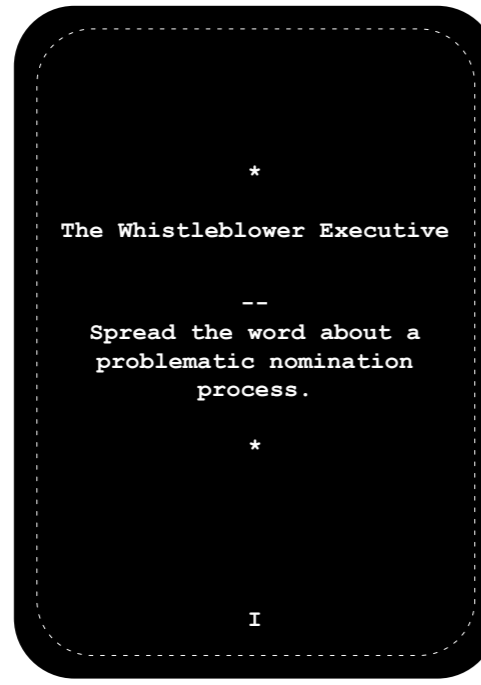 *
The Whistleblower Executive
--
Spread the word about a
problematic nomination
process.
*
I